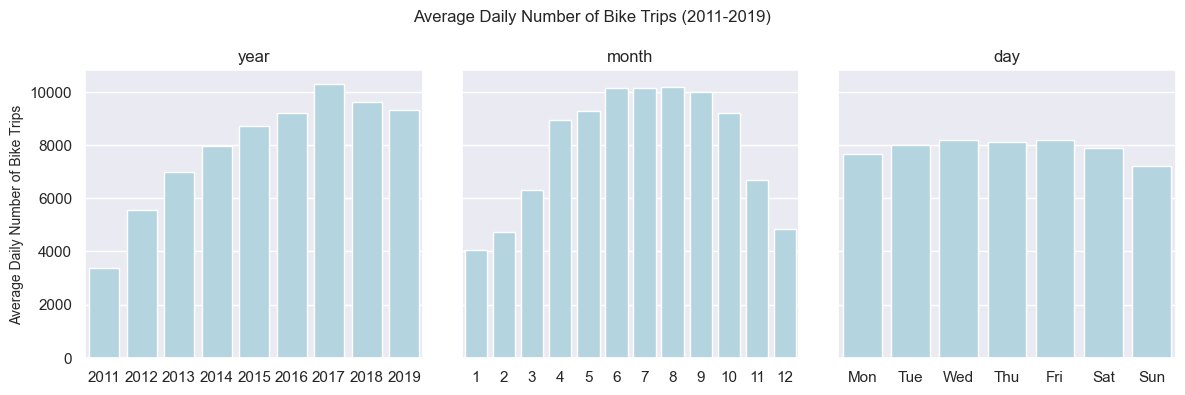 Average Daily Number of Bike Trips (2011-2019)
year
month
day
Average Daily Number of Bike Trips
10000
8000
6000
4000
2000
0
2011 2012 2013 2014 2015 2016 2017 2018 2019
1 2 3 4 5 6 7 8 9 10 11 12
Mon Tue Wed Thu Fri Sat Sun